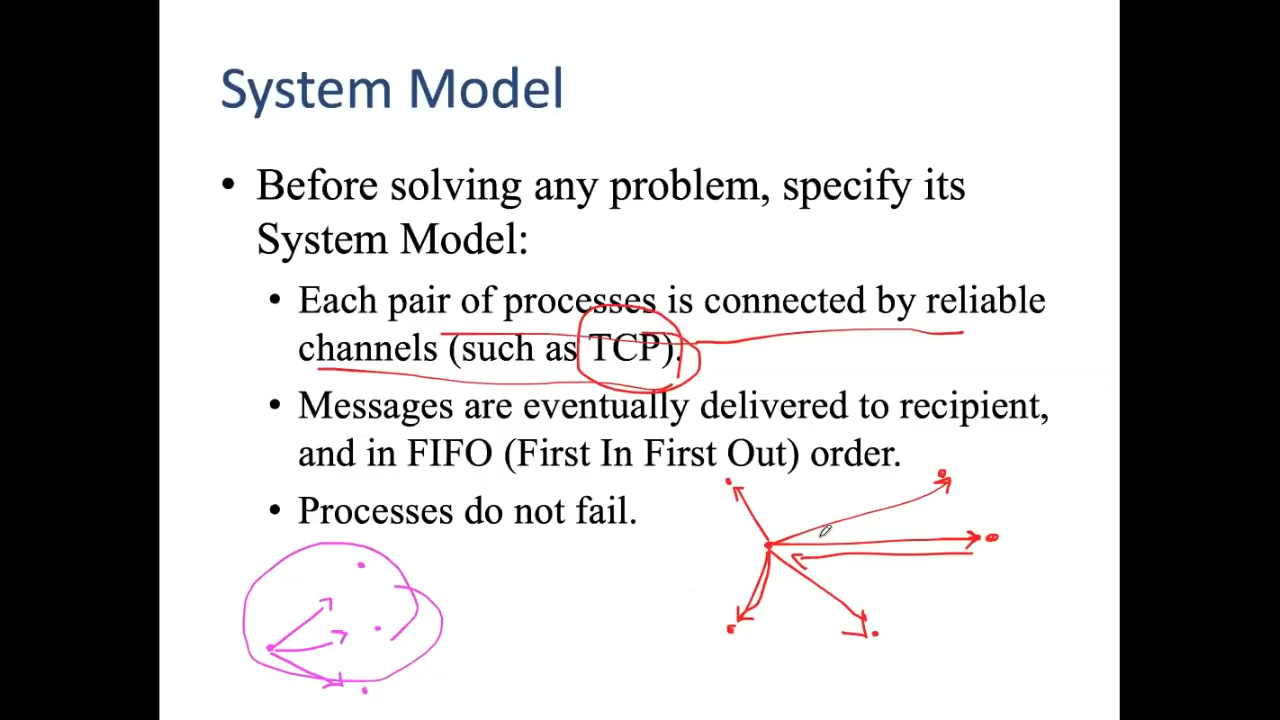 System Model
• Before solving any problem, specify its
System Model:
• Each pair of processes is connected by reliable
channels (such as TCP).
• Messages are eventually delivered to recipient,
and in FIFO (First In First Out) order.
• Processes do not fail.